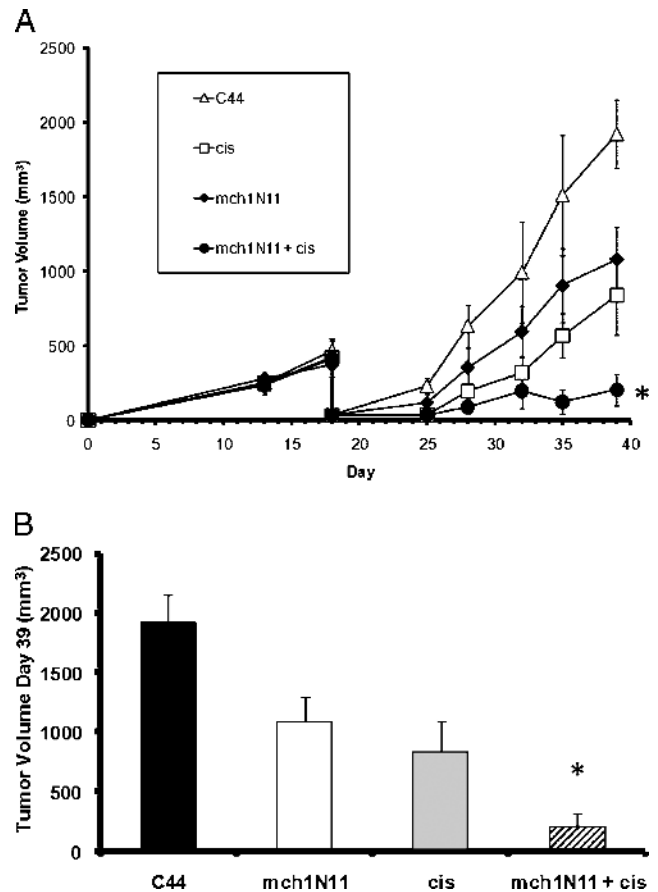 A
Tumor Volume (mm³)
2500
2000
1500
1000
500
0
C44
cis
mch1N11
mch1N11 + cis
*
0 5 10 15 20 25 30 35 40
Day
B
Tumor Volume Day 39 (mm³)
2500
2000
1500
1000
500
0
*
C44 mch1N11 cis mch1N11 + cis